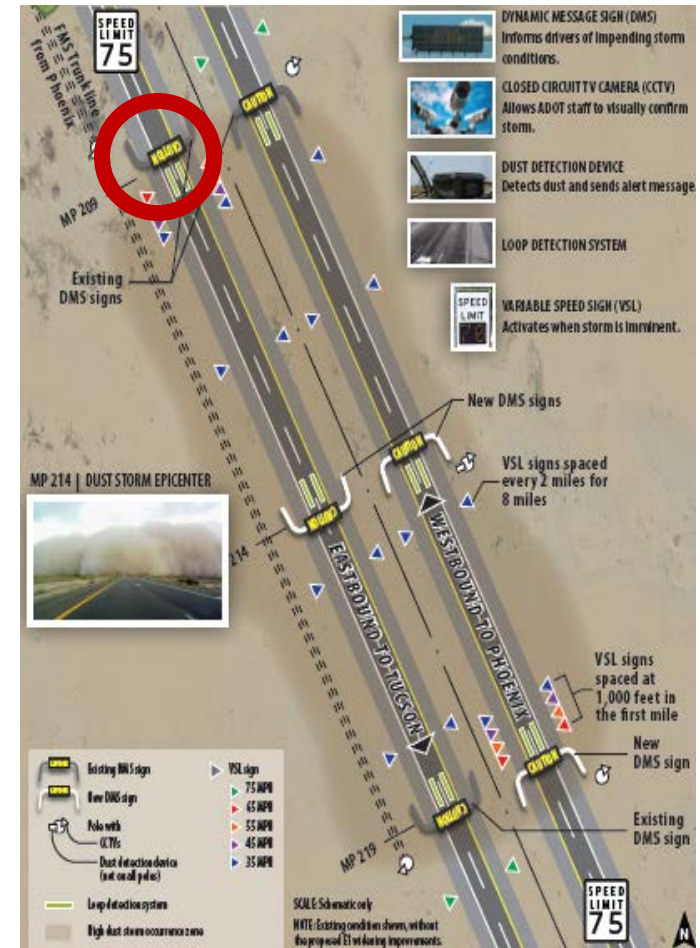 SPEED
LIMIT
75
FMS Trunk line
from Phoenix
CAUTION
CAUTION
MP 209
Existing
DMS signs
DYNAMIC MESSAGE SIGN (DMS)
Informs drivers of impending storm
conditions.
CLOSED CIRCUIT TV CAMERA (CCTV)
Allows ADOT staff to visually confirm
storm.
DUST DETECTION DEVICE
Detects dust and sends alert message
LOOP DETECTION SYSTEM
SPEED
LIMIT
VARIABLE SPEED SIGN (VSL)
Activates when storm is imminent.
New DMS signs
CAUTION
VSL signs spaced
every 2 miles for
8 miles
MP 214 | DUST STORM EPICENTER
CAUTION
214
EASTBOUND TO TUCSON
WESTBOUND TO PHOENIX
VSL signs
spaced at
1,000 feet in
the first mile
New
DMS sign
CAUTION
Existing
DMS sign
CAUTION
MP 219
Existing DMS sign
New DMS sign
Pole with
CCTVs
Dust detection device
(not on all poles)
Loop detection system
High dust storm occurrence zone
VSL sign
75 MPH
65 MPH
55 MPH
45 MPH
35 MPH
SCALE: Schematic only
NOTE: Existing condition shown, without
the proposed E1 widening improvements.
SPEED
LIMIT
75
N